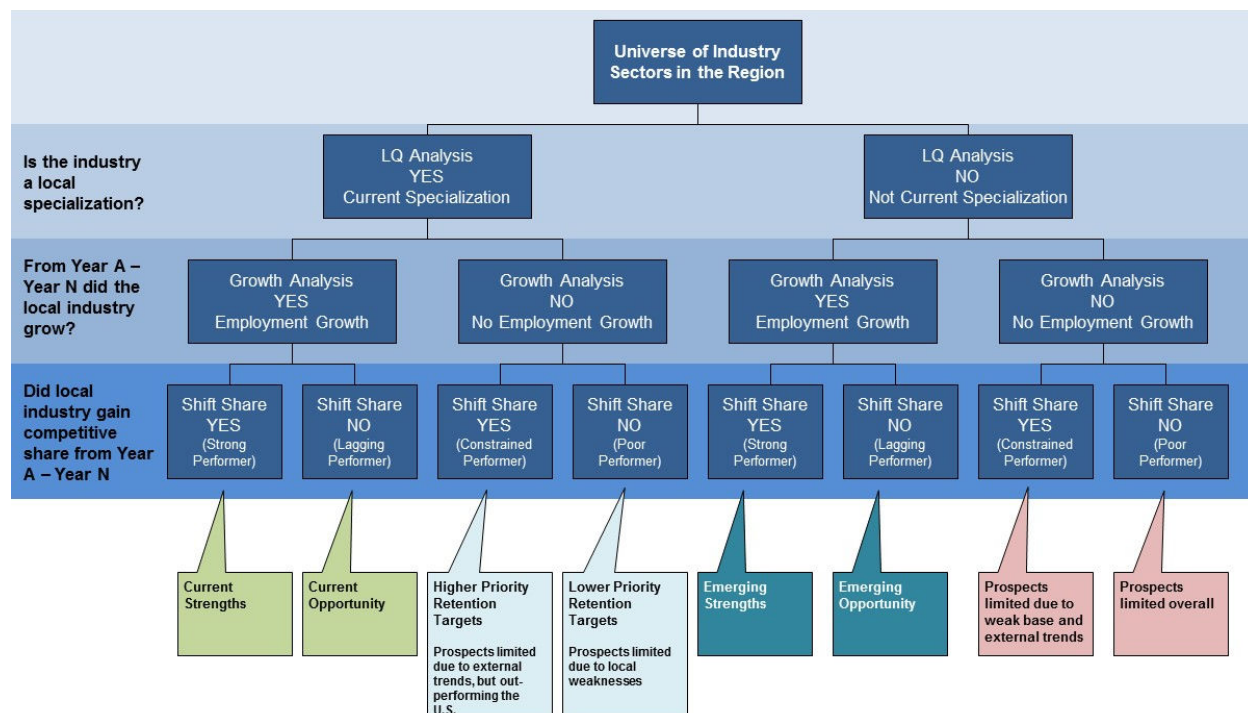 Universe of Industry
Sectors in the Region
Is the industry
a local
specialization?
LQ Analysis
YES
Current Specialization
LQ Analysis
NO
Not Current Specialization
From Year A –
Year N did the
local industry
grow?
Growth Analysis
YES
Employment Growth
Growth Analysis
NO
No Employment Growth
Growth Analysis
YES
Employment Growth
Growth Analysis
NO
No Employment Growth
Did local
industry gain
competitive
share from Year
A – Year N
Shift Share
YES
(Strong
Performer)
Shift Share
NO
(Lagging
Performer)
Shift Share
YES
(Constrained
Performer)
Shift Share
NO
(Poor
Performer)
Shift Share
YES
(Strong
Performer)
Shift Share
NO
(Lagging
Performer)
Shift Share
YES
(Constrained
Performer)
Shift Share
NO
(Poor
Performer)
Current
Strengths
Current
Opportunity
Higher Priority
Retention
Targets
Prospects limited
due to external
trends, but out-
performing the
U.S.
Lower Priority
Retention
Targets
Prospects limited
due to local
weaknesses
Emerging
Strengths
Emerging
Opportunity
Prospects
limited due to
weak base and
external trends
Prospects
limited overall